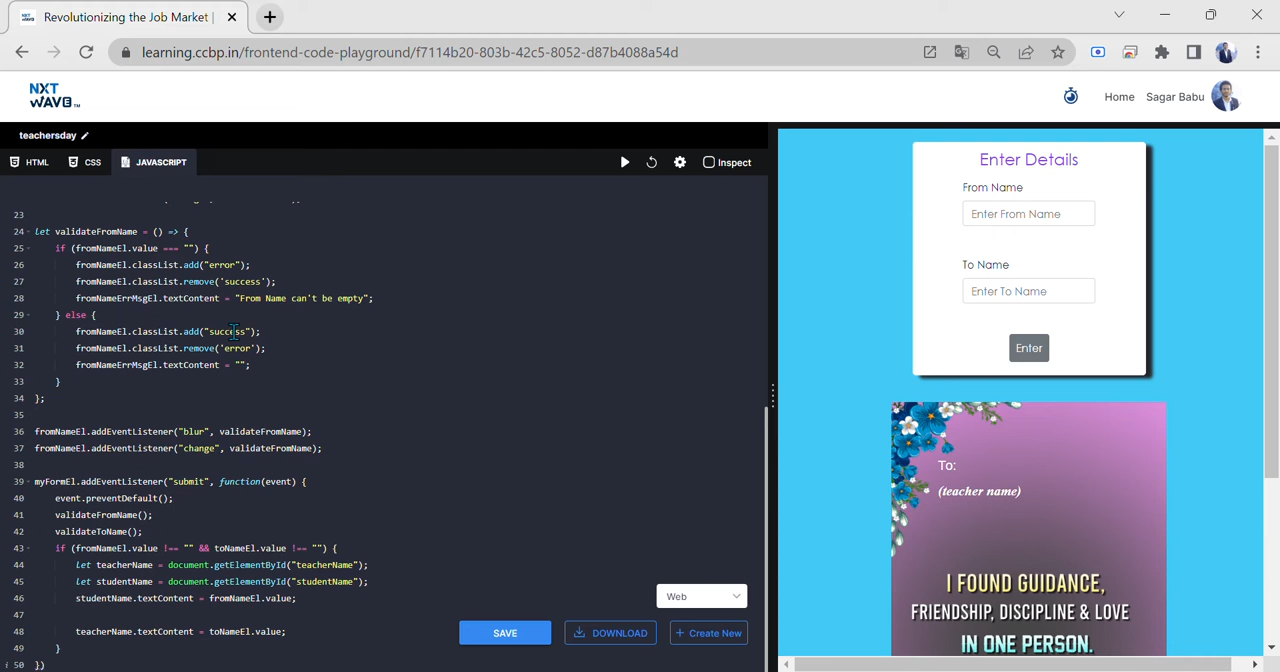 Revolutionizing the Job Market |
learning.ccbp.in/frontend-code-playground/f7114b20-803b-42c5-8052-d87b4088a54d
NXT
WAVE TM
Home Sagar Babu
teachersday
HTML CSS JAVASCRIPT
Inspect
23
24 let validateFromName = () => {
25 if (fromNameEl.value === "") {
26 fromNameEl.classList.add("error");
27 fromNameEl.classList.remove('success');
28 fromNameErrMsgEl.textContent = "From Name can't be empty";
29 } else {
30 fromNameEl.classList.add("success");
31 fromNameEl.classList.remove('error');
32 fromNameErrMsgEl.textContent = "";
33 }
34 };
35
36 fromNameEl.addEventListener("blur", validateFromName);
37 fromNameEl.addEventListener("change", validateFromName);
38
39 myFormEl.addEventListener("submit", function(event) {
40 event.preventDefault();
41 validateFromName();
42 validateToName();
43 if (fromNameEl.value !== "" && toNameEl.value !== "") {
44 let teacherName = document.getElementById("teacherName");
45 let studentName = document.getElementById("studentName");
46 studentName.textContent = fromNameEl.value;
47
48 teacherName.textContent = toNameEl.value;
49 }
i 50 })
Web
SAVE DOWNLOAD + Create New
Enter Details
From Name
Enter From Name
To Name
Enter To Name
Enter
To:
(teacher name)
I FOUND GUIDANCE,
FRIENDSHIP, DISCIPLINE & LOVE
IN ONE PERSON.